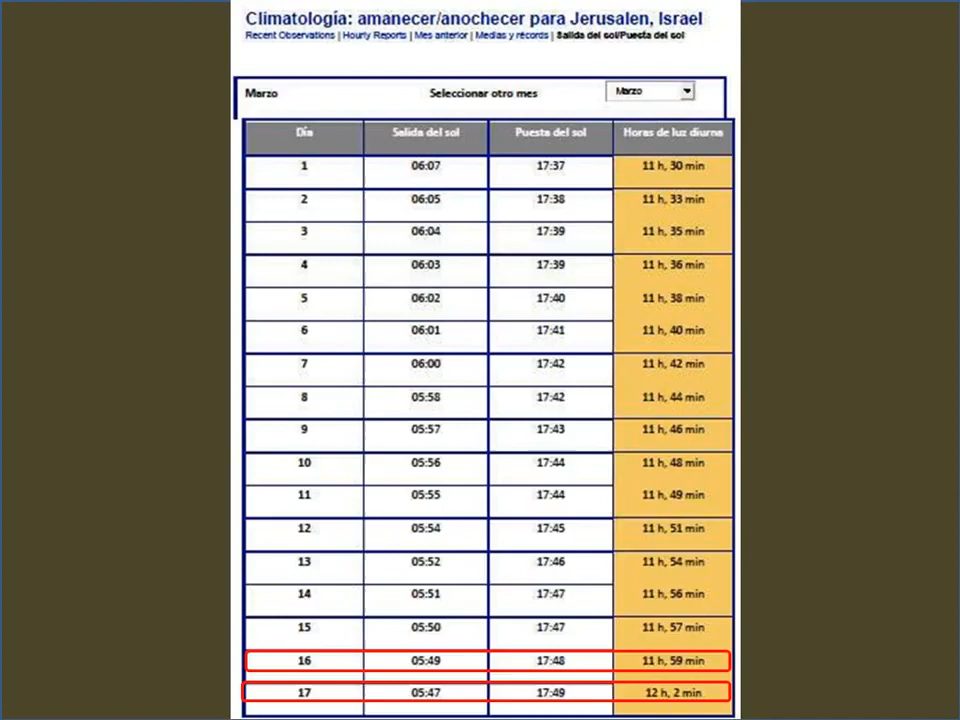 Climatología: amanecer/anochecer para Jerusalen, Israel
Recent Observations | Hourly Reports | Mes anterior | Medias y récords | Salida del sol/Puesta del sol
Marzo Seleccionar otro mes Marzo
Día Salida del sol Puesta del sol Horas de luz diurna
1 06:07 17:37 11 h, 30 min
2 06:05 17:38 11 h, 33 min
3 06:04 17:39 11 h, 35 min
4 06:03 17:39 11 h, 36 min
5 06:02 17:40 11 h, 38 min
6 06:01 17:41 11 h, 40 min
7 06:00 17:42 11 h, 42 min
8 05:58 17:42 11 h, 44 min
9 05:57 17:43 11 h, 46 min
10 05:56 17:44 11 h, 48 min
11 05:55 17:44 11 h, 49 min
12 05:54 17:45 11 h, 51 min
13 05:52 17:46 11 h, 54 min
14 05:51 17:47 11 h, 56 min
15 05:50 17:47 11 h, 57 min
16 05:49 17:48 11 h, 59 min
17 05:47 17:49 12 h, 2 min